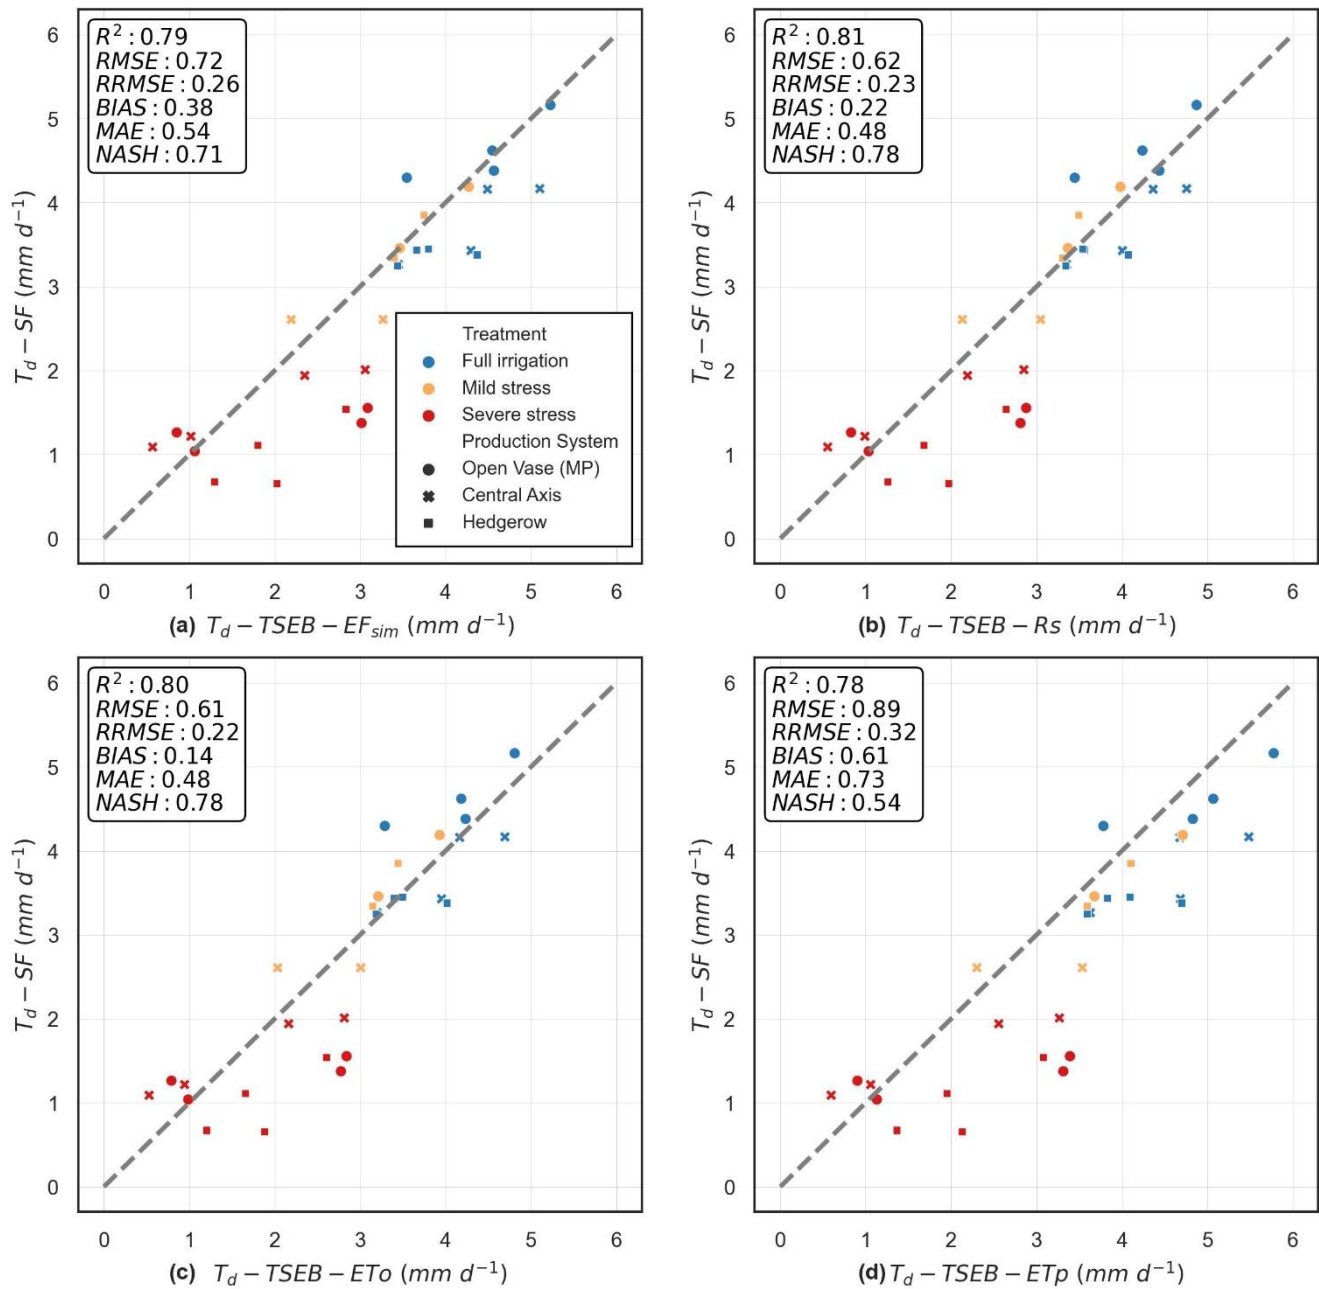 R² : 0.79
RMSE : 0.72
RRMSE : 0.26
BIAS : 0.38
MAE : 0.54
NASH : 0.71
6
5
4
3
2
1
0
T_d − SF (mm d⁻¹)
Treatment
Full irrigation
Mild stress
Severe stress
Production System
Open Vase (MP)
Central Axis
Hedgerow
0 1 2 3 4 5 6
(a) T_d − TSEB − EF_sim (mm d⁻¹)
R² : 0.81
RMSE : 0.62
RRMSE : 0.23
BIAS : 0.22
MAE : 0.48
NASH : 0.78
6
5
4
3
2
1
0
T_d − SF (mm d⁻¹)
0 1 2 3 4 5 6
(b) T_d − TSEB − Rs (mm d⁻¹)
R² : 0.80
RMSE : 0.61
RRMSE : 0.22
BIAS : 0.14
MAE : 0.48
NASH : 0.78
6
5
4
3
2
1
0
T_d − SF (mm d⁻¹)
0 1 2 3 4 5 6
(c) T_d − TSEB − ETo (mm d⁻¹)
R² : 0.78
RMSE : 0.89
RRMSE : 0.32
BIAS : 0.61
MAE : 0.73
NASH : 0.54
6
5
4
3
2
1
0
T_d − SF (mm d⁻¹)
0 1 2 3 4 5 6
(d) T_d − TSEB − ETp (mm d⁻¹)